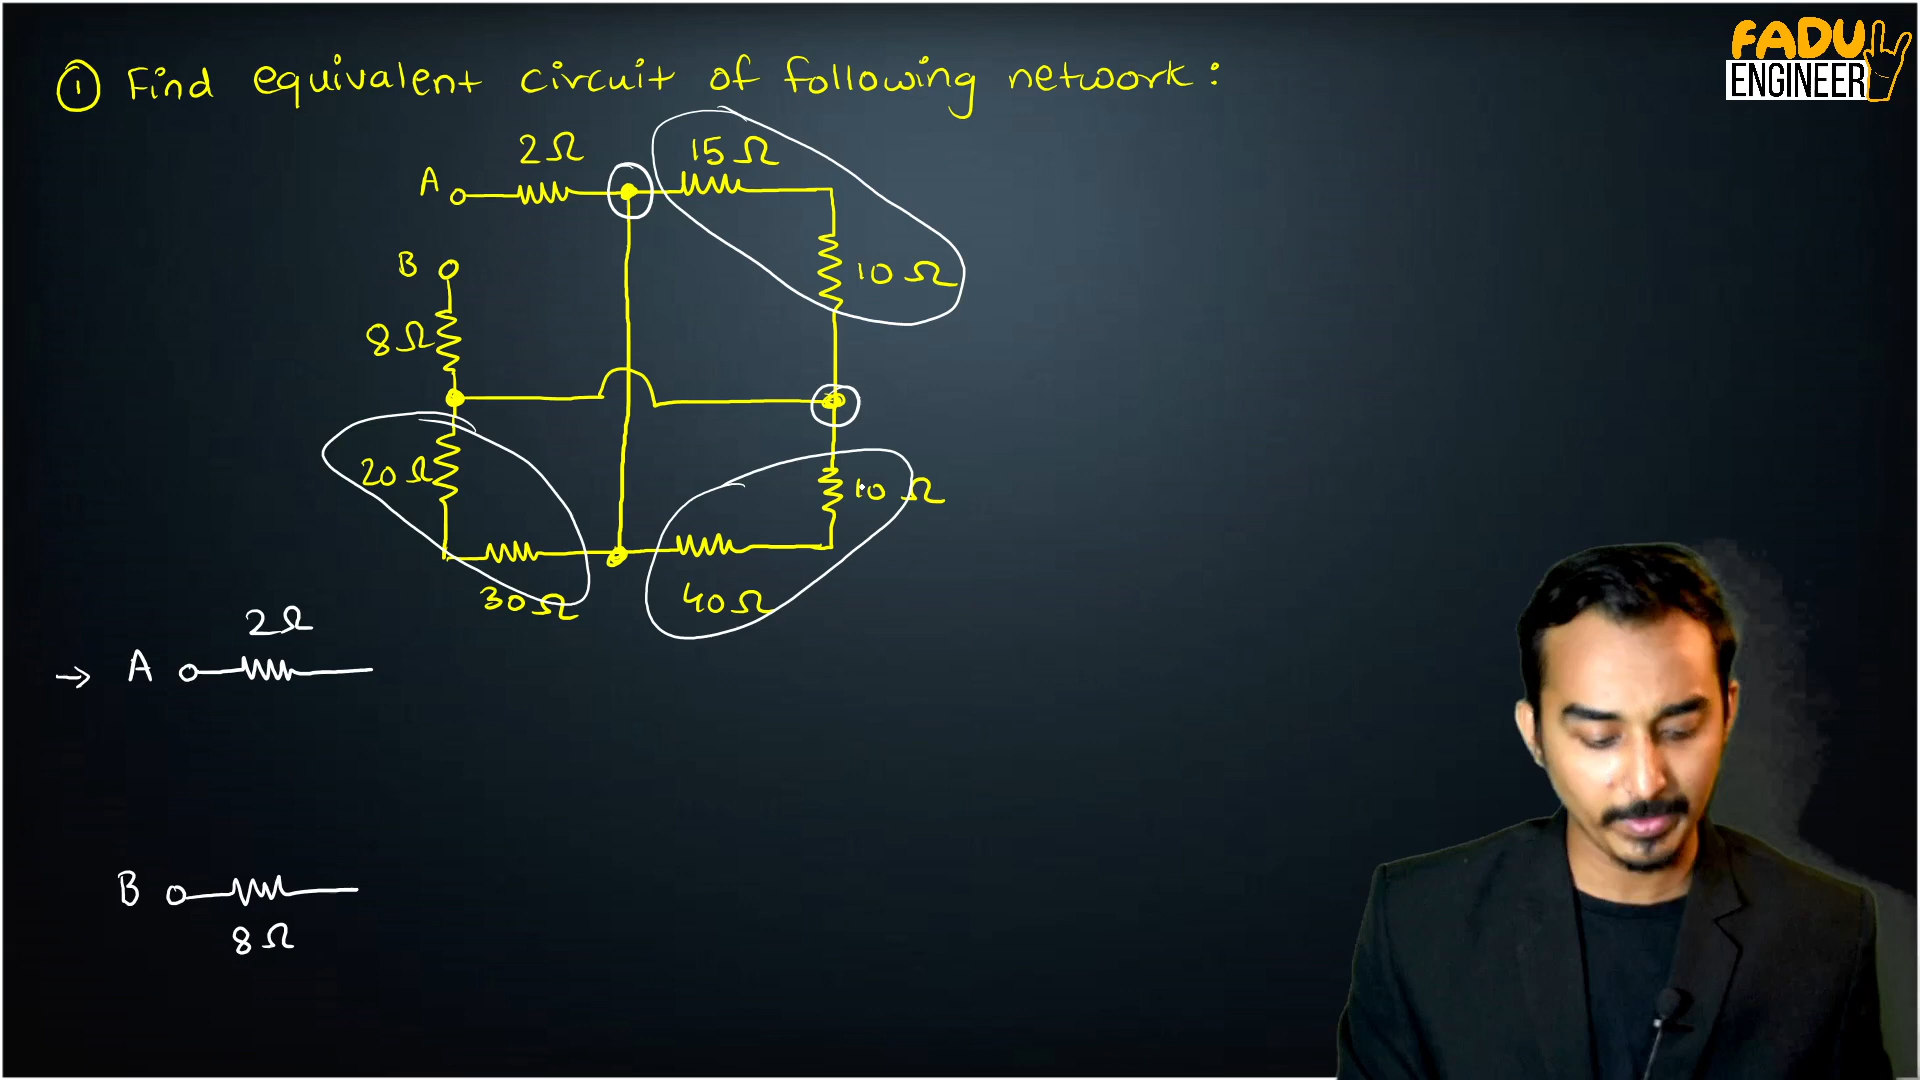 ① Find equivalent circuit of following network:
FADU
ENGINEER
2Ω
15Ω
A
B
10Ω
8Ω
20Ω
10Ω
30Ω
40Ω
2Ω
→ A
B
8Ω